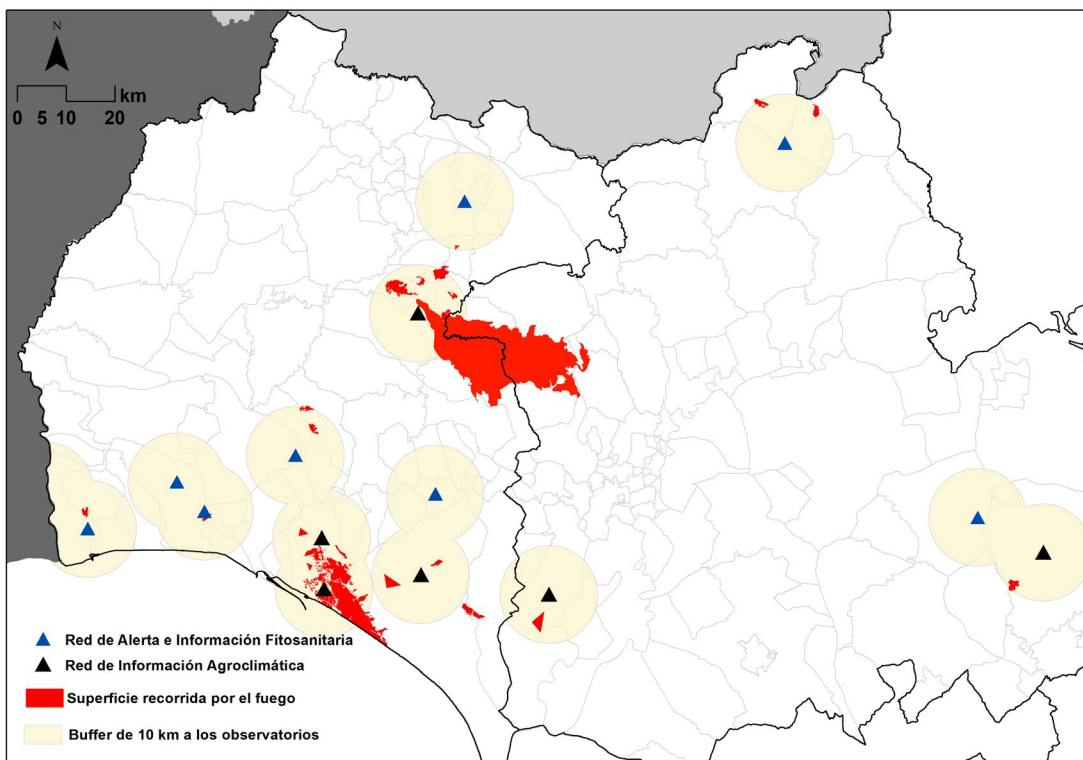 N
km
0 5 10 20
Red de Alerta e Información Fitosanitaria
Red de Información Agroclimática
Superficie recorrida por el fuego
Buffer de 10 km a los observatorios